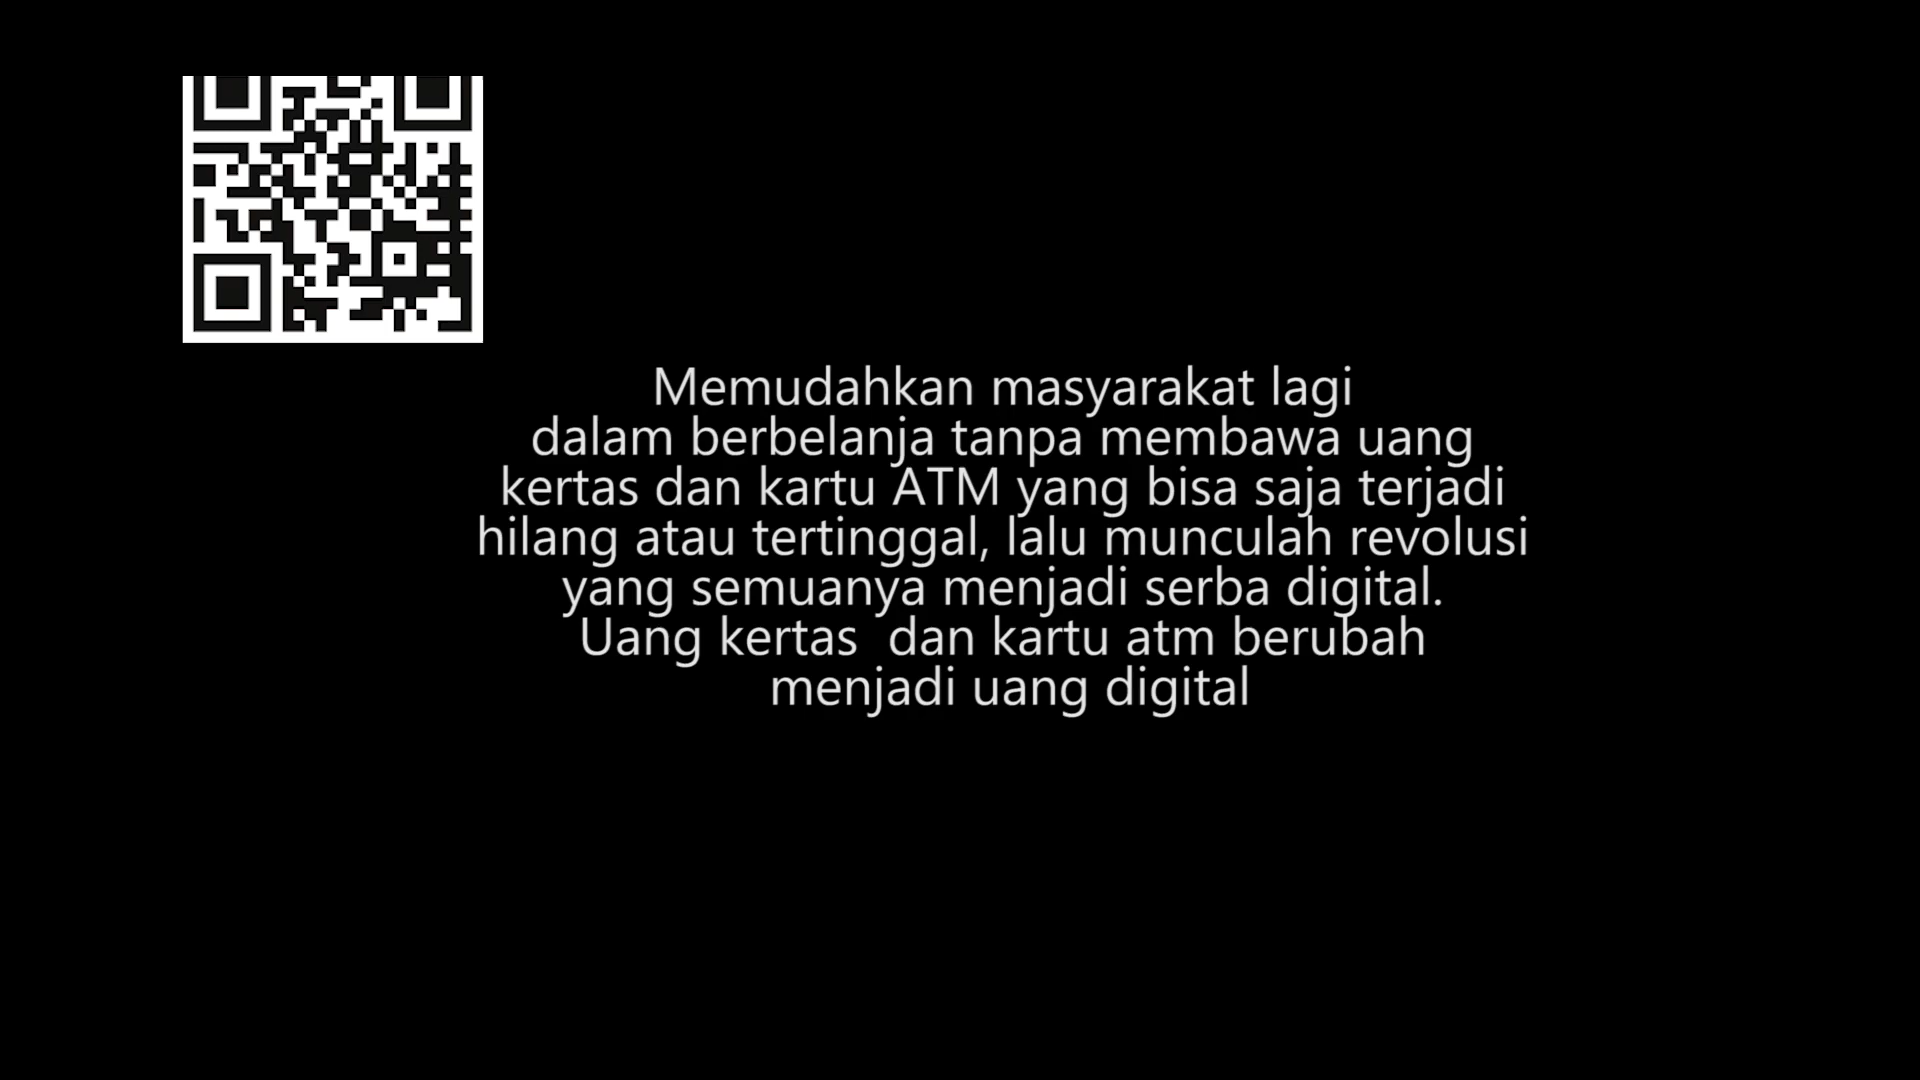 Memudahkan masyarakat lagi
dalam berbelanja tanpa membawa uang
kertas dan kartu ATM yang bisa saja terjadi
hilang atau tertinggal, lalu munculah revolusi
yang semuanya menjadi serba digital.
Uang kertas  dan kartu atm berubah
menjadi uang digital